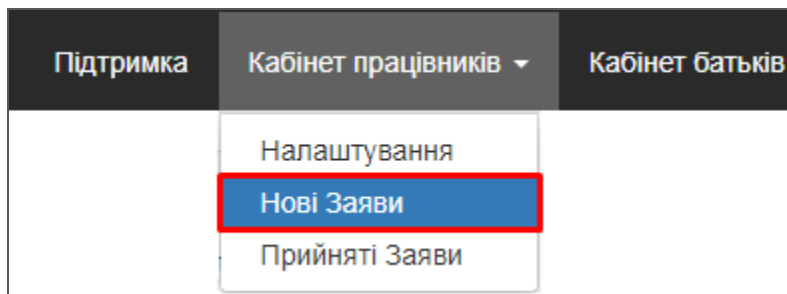 Підтримка Кабінет працівників Кабінет батьків
Налаштування
Нові Заяви
Прийняті Заяви